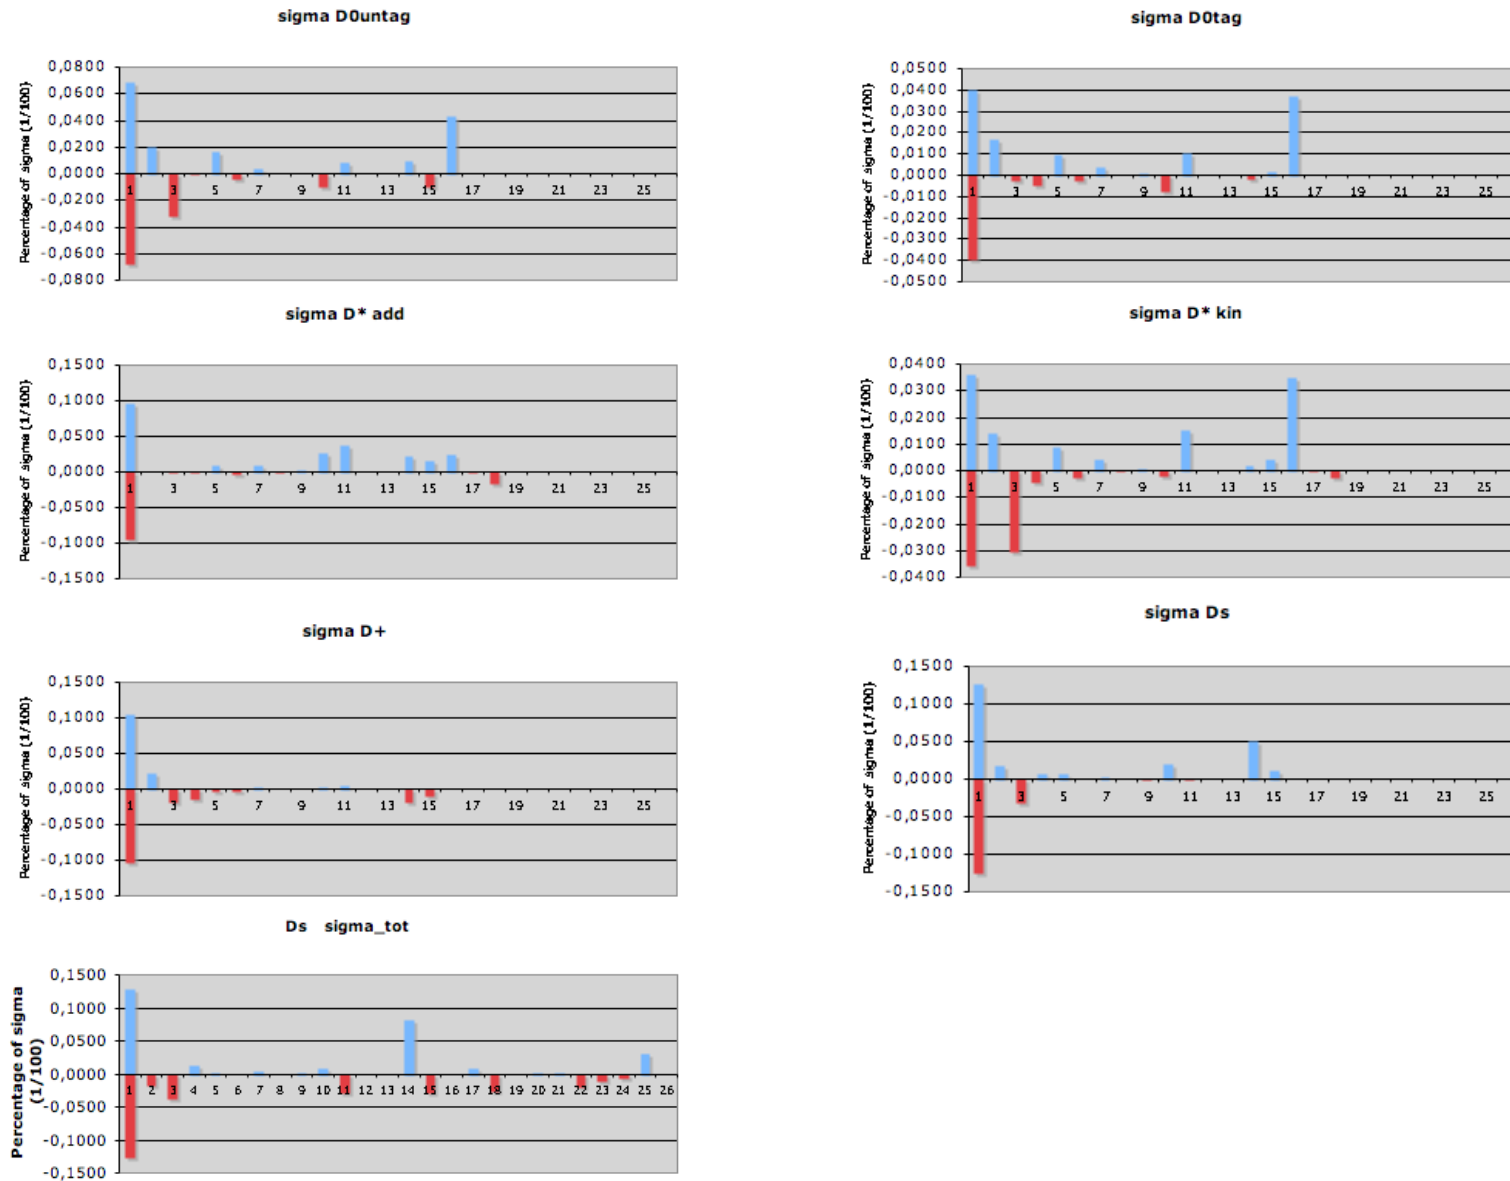 sigma D0untag
Percentage of sigma (1/100)
0,0800
0,0600
0,0400
0,0200
0,0000
-0,0200
-0,0400
-0,0600
-0,0800
1 3 5 7 9 11 13 15 17 19 21 23 25
sigma D0tag
Percentage of sigma (1/100)
0,0500
0,0400
0,0300
0,0200
0,0100
0,0000
-0,0100
-0,0200
-0,0300
-0,0400
-0,0500
1 3 5 7 9 11 13 15 17 19 21 23 25
sigma D* add
Percentage of sigma (1/100)
0,1500
0,1000
0,0500
0,0000
-0,0500
-0,1000
-0,1500
1 3 5 7 9 11 13 15 17 19 21 23 25
sigma D* kin
Percentage of sigma (1/100)
0,0400
0,0300
0,0200
0,0100
0,0000
-0,0100
-0,0200
-0,0300
-0,0400
1 3 5 7 9 11 13 15 17 19 21 23 25
sigma D+
Percentage of sigma (1/100)
0,1500
0,1000
0,0500
0,0000
-0,0500
-0,1000
-0,1500
1 3 5 7 9 11 13 15 17 19 21 23 25
sigma Ds
Percentage of sigma (1/100)
0,1500
0,1000
0,0500
0,0000
-0,0500
-0,1000
-0,1500
1 3 5 7 9 11 13 15 17 19 21 23 25
Ds sigma_tot
Percentage of sigma
(1/100)
0,1500
0,1000
0,0500
0,0000
-0,0500
-0,1000
-0,1500
1 2 3 4 5 6 7 8 9 10 11 12 13 14 15 16 17 18 19 20 21 22 23 24 25 26